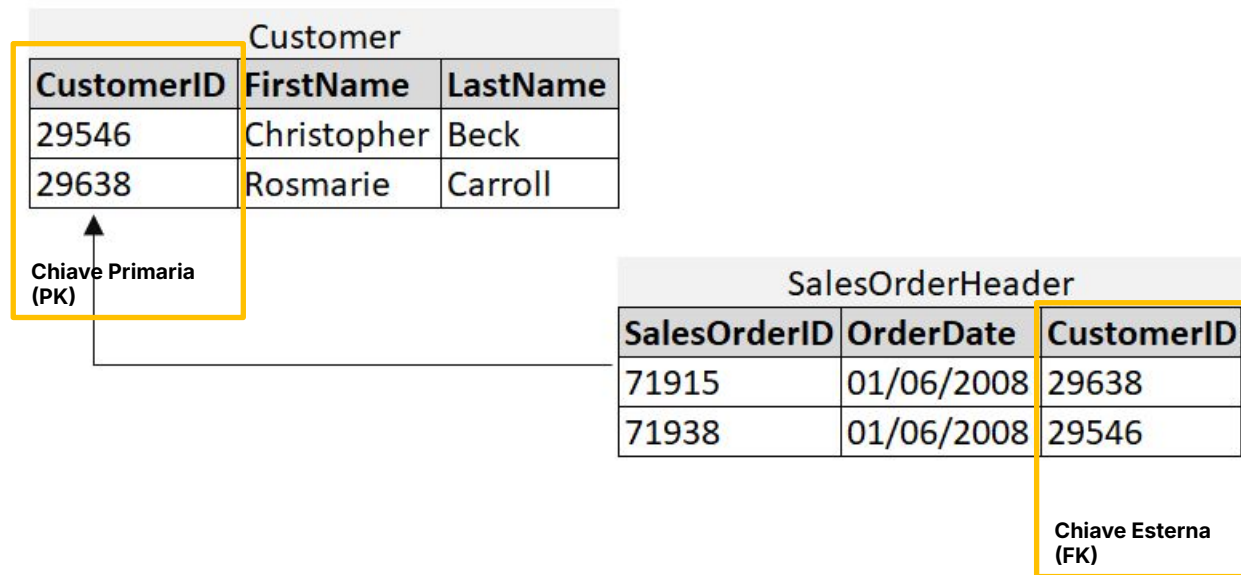 Customer
CustomerID FirstName LastName
29546 Christopher Beck
29638 Rosmarie Carroll
Chiave Primaria
(PK)
SalesOrderHeader
SalesOrderID OrderDate CustomerID
71915 01/06/2008 29638
71938 01/06/2008 29546
Chiave Esterna
(FK)